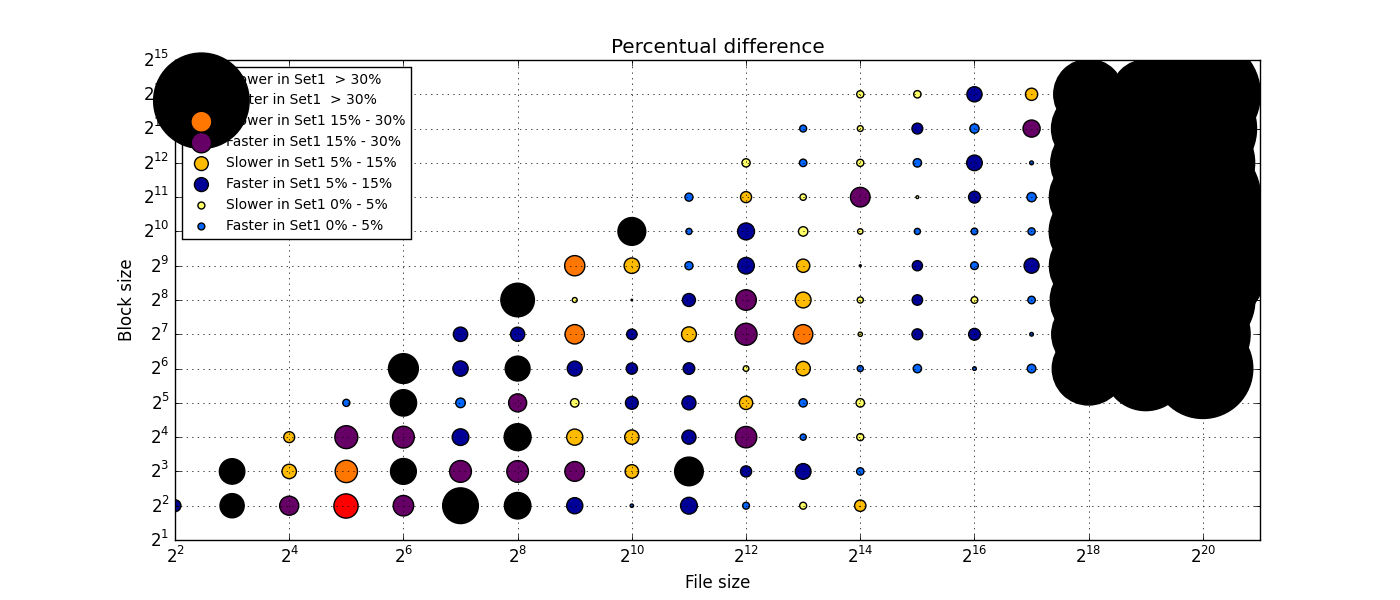 Percentual difference
2^15
2^12
2^11
2^10
2^9
2^8
2^7
2^6
2^5
2^4
2^3
2^2
2^1
Block size
in Set1 > 30%
in Set1 > 30%
in Set1 15% - 30%
Faster in Set1 15% - 30%
Slower in Set1 5% - 15%
Faster in Set1 5% - 15%
Slower in Set1 0% - 5%
Faster in Set1 0% - 5%
2^2 2^4 2^6 2^8 2^10 2^12 2^14 2^16 2^18 2^20
File size